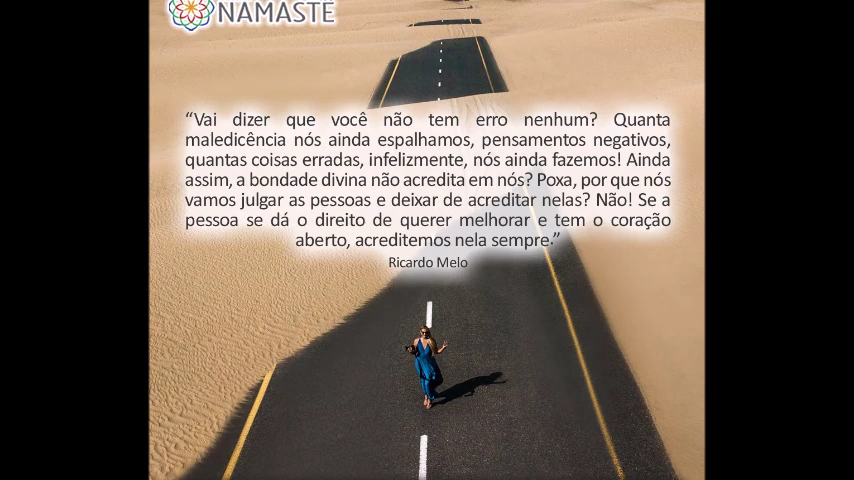 NAMASTÊ
“Vai dizer que você não tem erro nenhum? Quanta
maledicência nós ainda espalhamos, pensamentos negativos,
quantas coisas erradas, infelizmente, nós ainda fazemos! Ainda
assim, a bondade divina não acredita em nós? Poxa, por que nós
vamos julgar as pessoas e deixar de acreditar nelas? Não! Se a
pessoa se dá o direito de querer melhorar e tem o coração
aberto, acreditemos nela sempre.”
Ricardo Melo